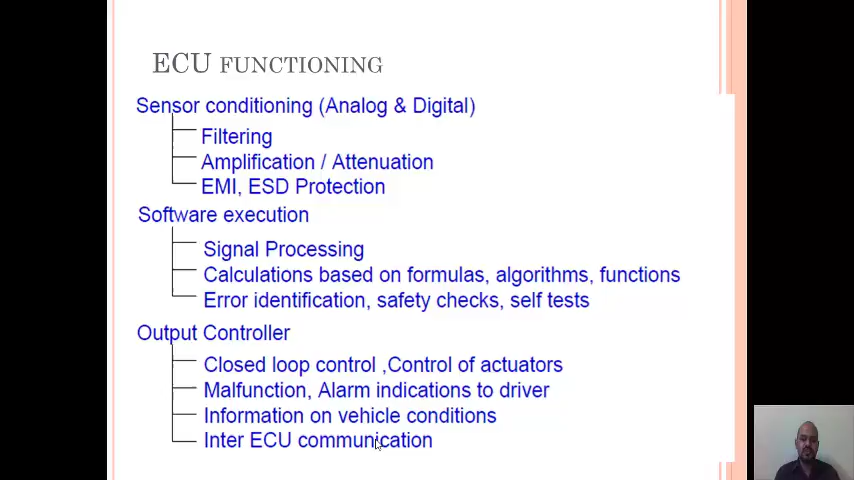 ECU FUNCTIONING
Sensor conditioning (Analog & Digital)
Filtering
Amplification / Attenuation
EMI, ESD Protection
Software execution
Signal Processing
Calculations based on formulas, algorithms, functions
Error identification, safety checks, self tests
Output Controller
Closed loop control ,Control of actuators
Malfunction, Alarm indications to driver
Information on vehicle conditions
Inter ECU communication